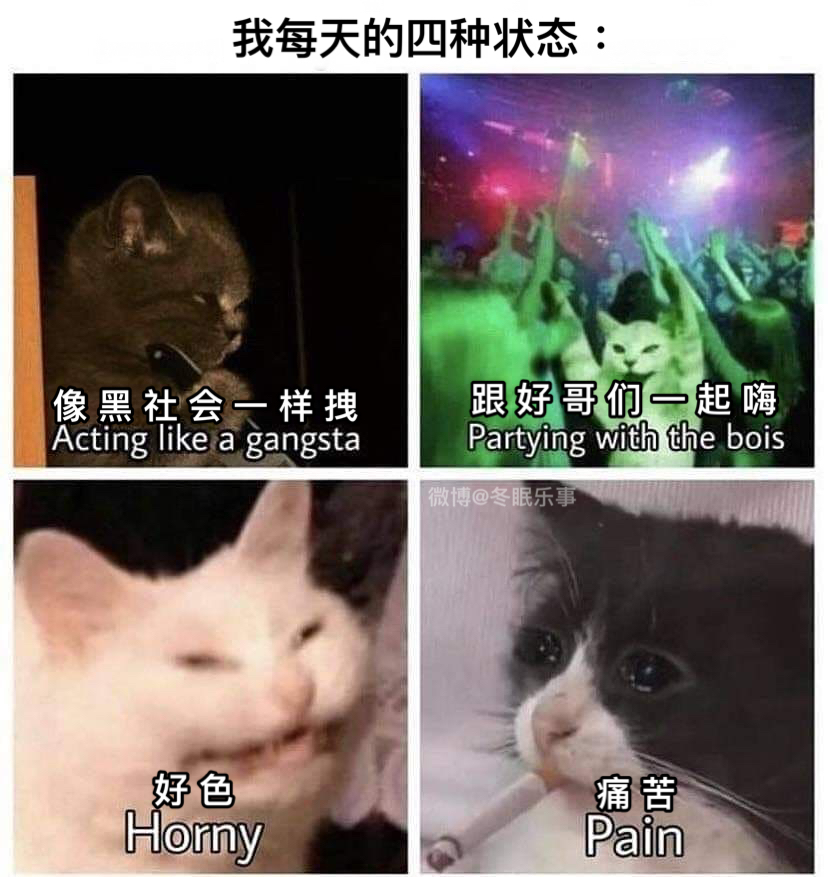 我每天的四种状态：
像黑社会一样拽
Acting like a gangsta
跟好哥们一起嗨
Partying with the bois
微博@冬眠乐事
好色
Horny
痛苦
Pain